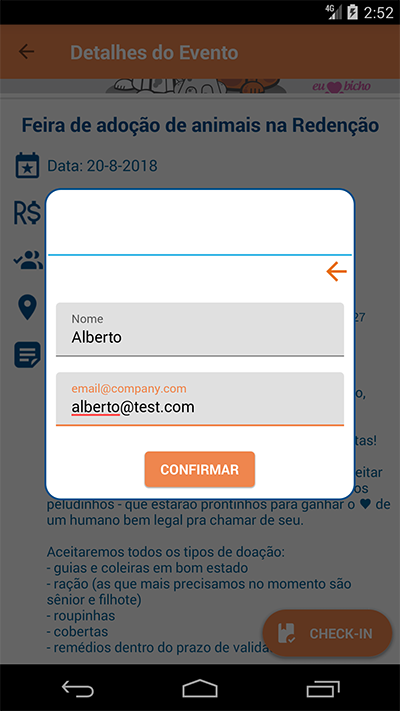 4G 2:52
Detalhes do Evento
eu bicho
Feira de adoção de animais na Redenção
Data: 20-8-2018
R$
27
Nome
Alberto
o,
email@company.com
alberto@test.com
tas!
eitar
CONFIRMAR
os
peludinhos - que estarão prontinhos para ganhar o ♥ de
um humano bem legal pra chamar de seu.
Aceitaremos todos os tipos de doação:
- guias e coleiras em bom estado
- ração (as que mais precisamos no momento são
sênior e filhote)
- roupinhas
- cobertas
CHECK-IN
- remédios dentro do prazo de valida